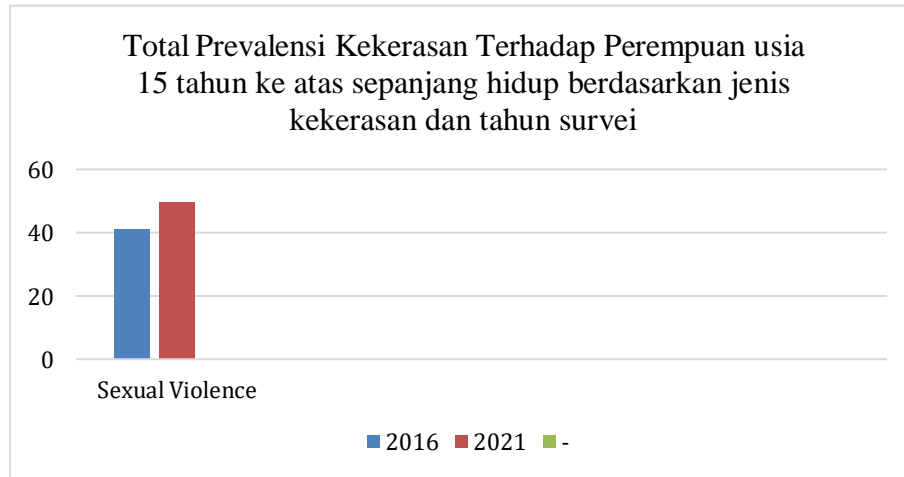 Total Prevalensi Kekerasan Terhadap Perempuan usia
15 tahun ke atas sepanjang hidup berdasarkan jenis
kekerasan dan tahun survei
60
40
20
0
Sexual Violence
2016 2021 -